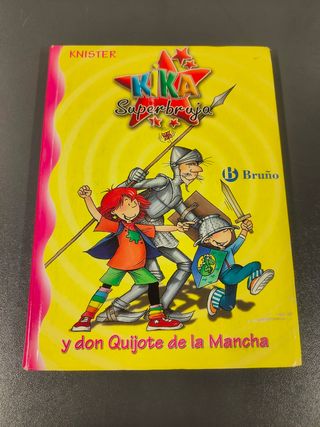 KNISTER
KIKA
Superbruja
Bruño
y don Quijote de la Mancha